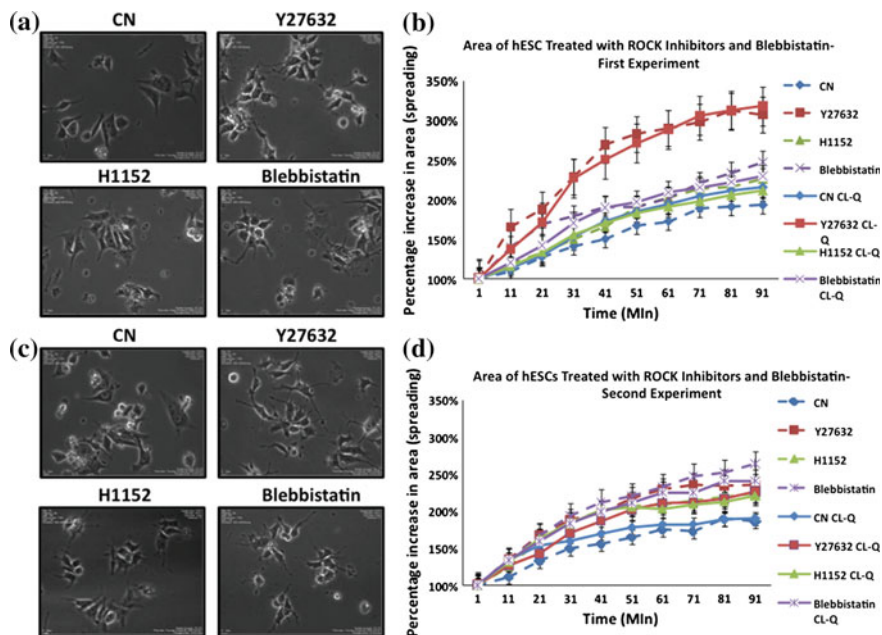 (a)
CN
Y27632
H1152
Blebbistatin
(b)
Area of hESC Treated with ROCK Inhibitors and Blebbistatin-
First Experiment
Percentage increase in area (spreading)
350%
300%
250%
200%
150%
100%
1 11 21 31 41 51 61 71 81 91
Time (MIn)
CN
Y27632
H1152
Blebbistatin
CN CL-Q
Y27632 CL-
Q
H1152 CL-Q
Blebbistatin
CL-Q
(c)
CN
Y27632
H1152
Blebbistatin
(d)
Area of hESCs Treated with ROCK Inhibitors and Blebbistatin-
Second Experiment
Percentage increase in area (spreading)
350%
300%
250%
200%
150%
100%
1 11 21 31 41 51 61 71 81 91
Time (MIn)
CN
Y27632
H1152
Blebbistatin
CN CL-Q
Y27632 CL-Q
H1152 CL-Q
Blebbistatin
CL-Q